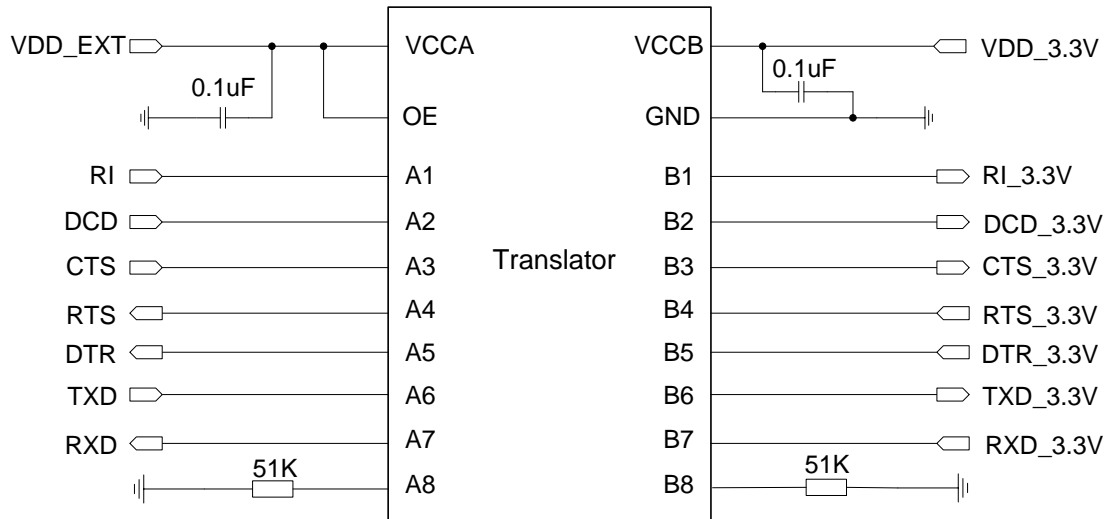 VDD_EXT VCCA VCCB VDD_3.3V
0.1uF 0.1uF
OE GND
RI A1 B1 RI_3.3V
DCD A2 B2 DCD_3.3V
CTS A3 Translator B3 CTS_3.3V
RTS A4 B4 RTS_3.3V
DTR A5 B5 DTR_3.3V
TXD A6 B6 TXD_3.3V
RXD A7 B7 RXD_3.3V
51K A8 B8 51K